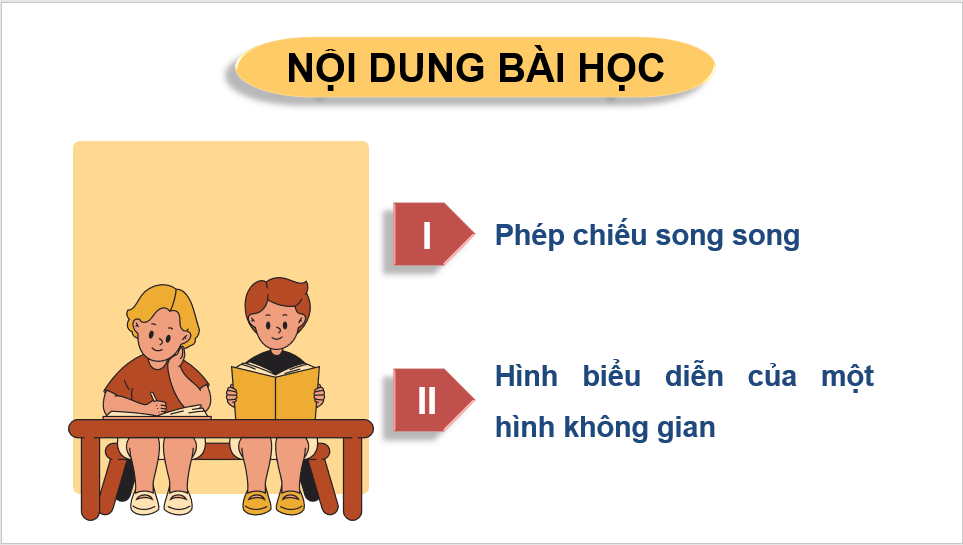 NỘI DUNG BÀI HỌC
I
Phép chiếu song song
II
Hình biểu diễn của một
hình không gian